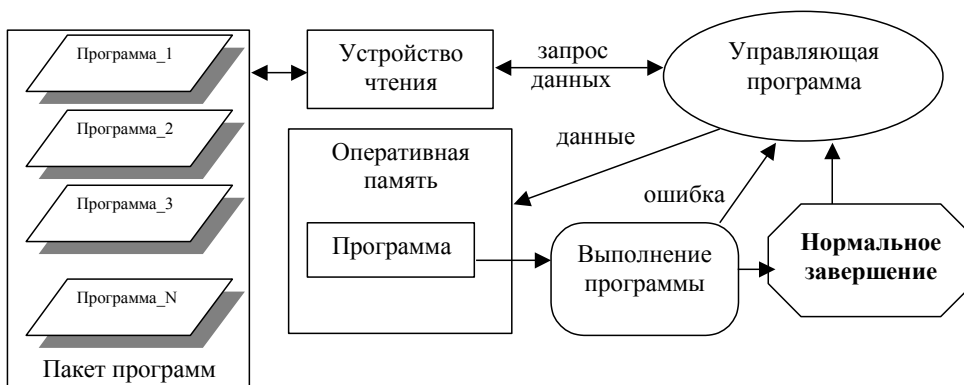 Программа_1
Программа_2
Программа_3
Программа_N
Пакет программ
Устройство
чтения
запрос
данных
Управляющая
программа
данные
Оперативная
память
Программа
ошибка
Выполнение
программы
Нормальное
завершение